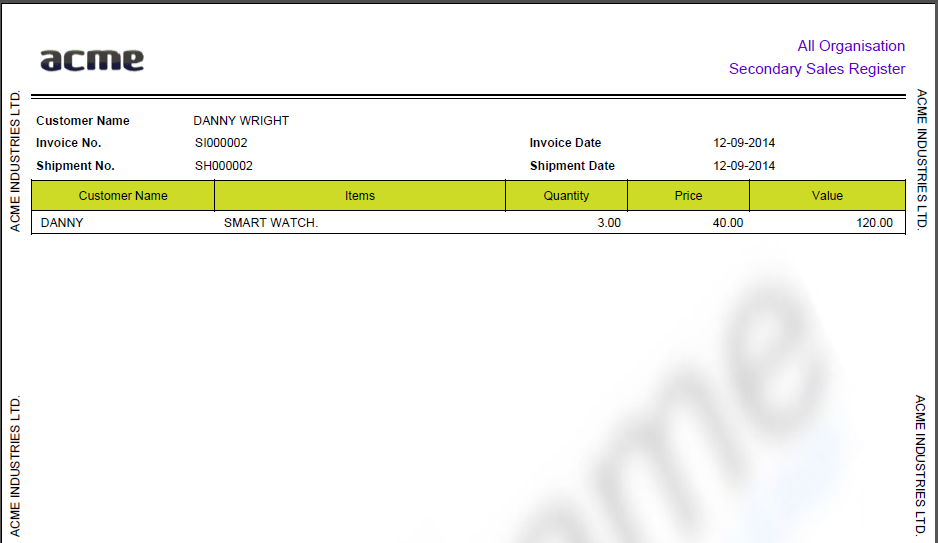 acme
All Organisation
Secondary Sales Register
ACME INDUSTRIES LTD.
ACME INDUSTRIES LTD.
Customer Name DANNY WRIGHT
Invoice No. SI000002 Invoice Date 12-09-2014
Shipment No. SH000002 Shipment Date 12-09-2014
Customer Name Items Quantity Price Value
DANNY SMART WATCH. 3.00 40.00 120.00
ACME INDUSTRIES LTD.
ACME INDUSTRIES LTD.
me